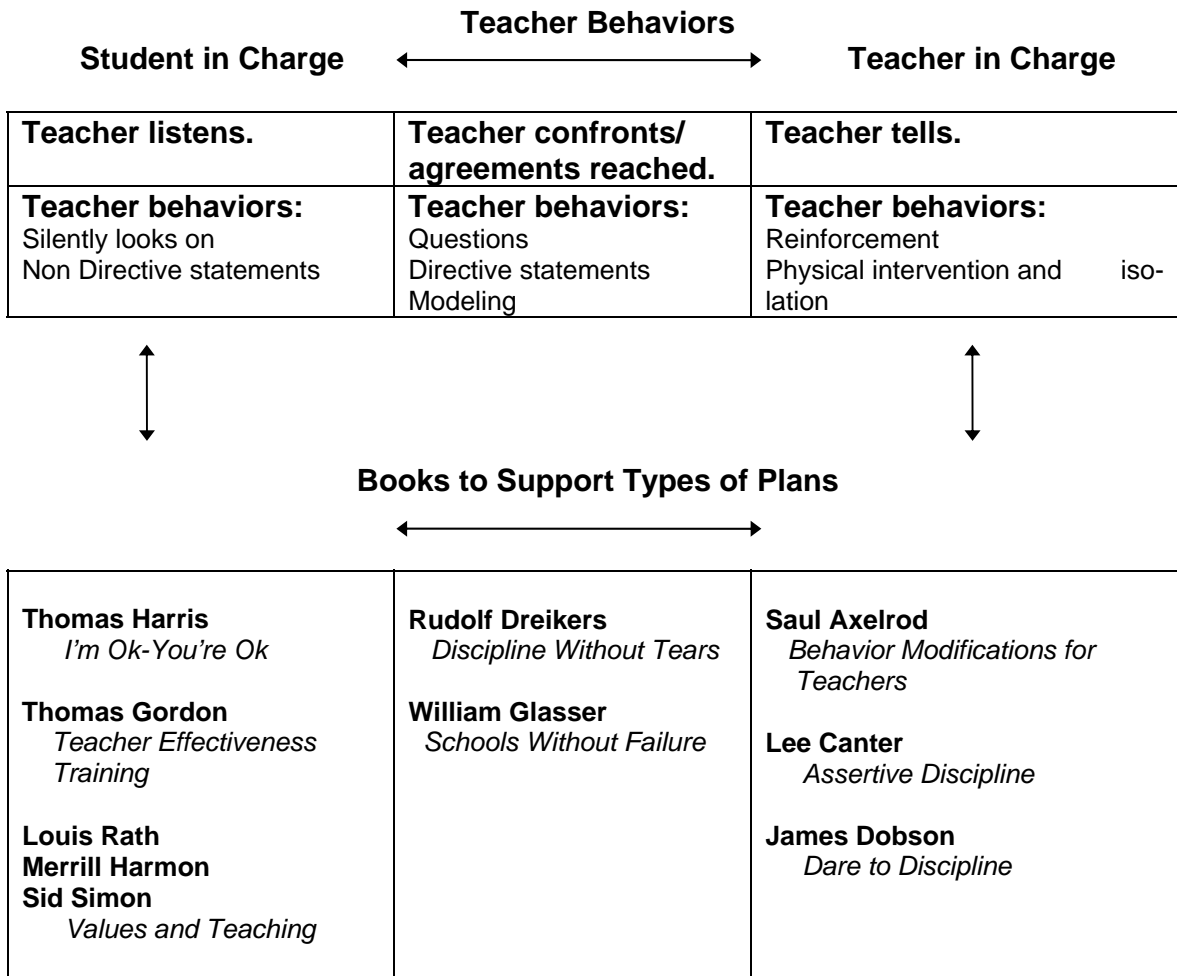 Teacher Behaviors
Student in Charge Teacher in Charge
Teacher listens.
Teacher confronts/
agreements reached.
Teacher tells.
Teacher behaviors:
Silently looks on
Non Directive statements
Teacher behaviors:
Questions
Directive statements
Modeling
Teacher behaviors:
Reinforcement
Physical intervention and iso-
lation
Books to Support Types of Plans
Thomas Harris
I'm Ok-You're Ok
Thomas Gordon
Teacher Effectiveness
Training
Louis Rath
Merrill Harmon
Sid Simon
Values and Teaching
Rudolf Dreikers
Discipline Without Tears
William Glasser
Schools Without Failure
Saul Axelrod
Behavior Modifications for
Teachers
Lee Canter
Assertive Discipline
James Dobson
Dare to Discipline